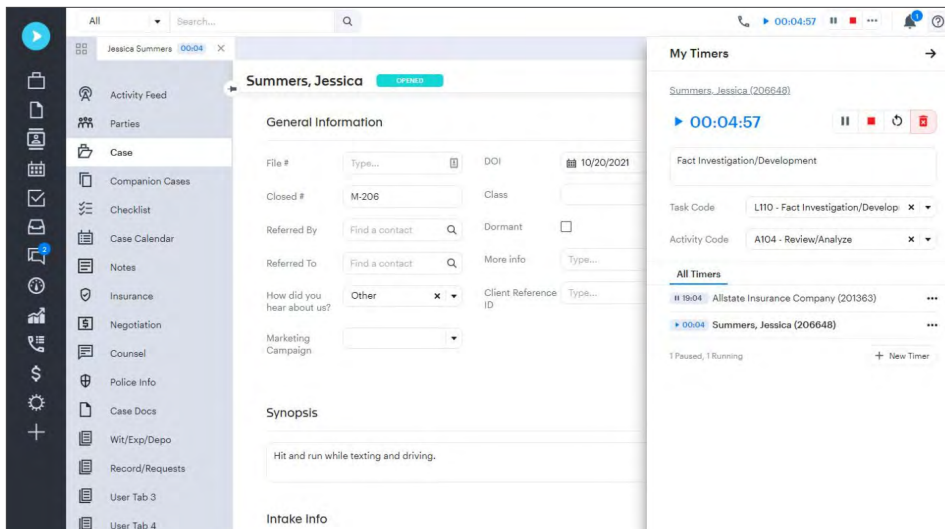 All
Search...
00:04:57
1
Jessica Summers 00:04
Activity Feed
Parties
Case
Companion Cases
Checklist
Case Calendar
Notes
Insurance
Negotiation
Counsel
Police Info
Case Docs
Wit/Exp/Depo
Record/Requests
User Tab 3
User Tab 4
2
Summers, Jessica OPENED
General Information
File # Type... DOI 10/20/2021
Closed # M-206 Class
Referred By Find a contact Dormant
Referred To Find a contact More info Type...
How did you hear about us? Other Client Reference ID Type...
Marketing Campaign
Synopsis
Hit and run while texting and driving.
Intake Info
My Timers
Summers, Jessica (206648)
00:04:57
Fact Investigation/Development
Task Code L110 - Fact Investigation/Develop
Activity Code A104 - Review/Analyze
All Timers
19:04 Allstate Insurance Company (201363)
00:04 Summers, Jessica (206648)
1 Paused, 1 Running + New Timer